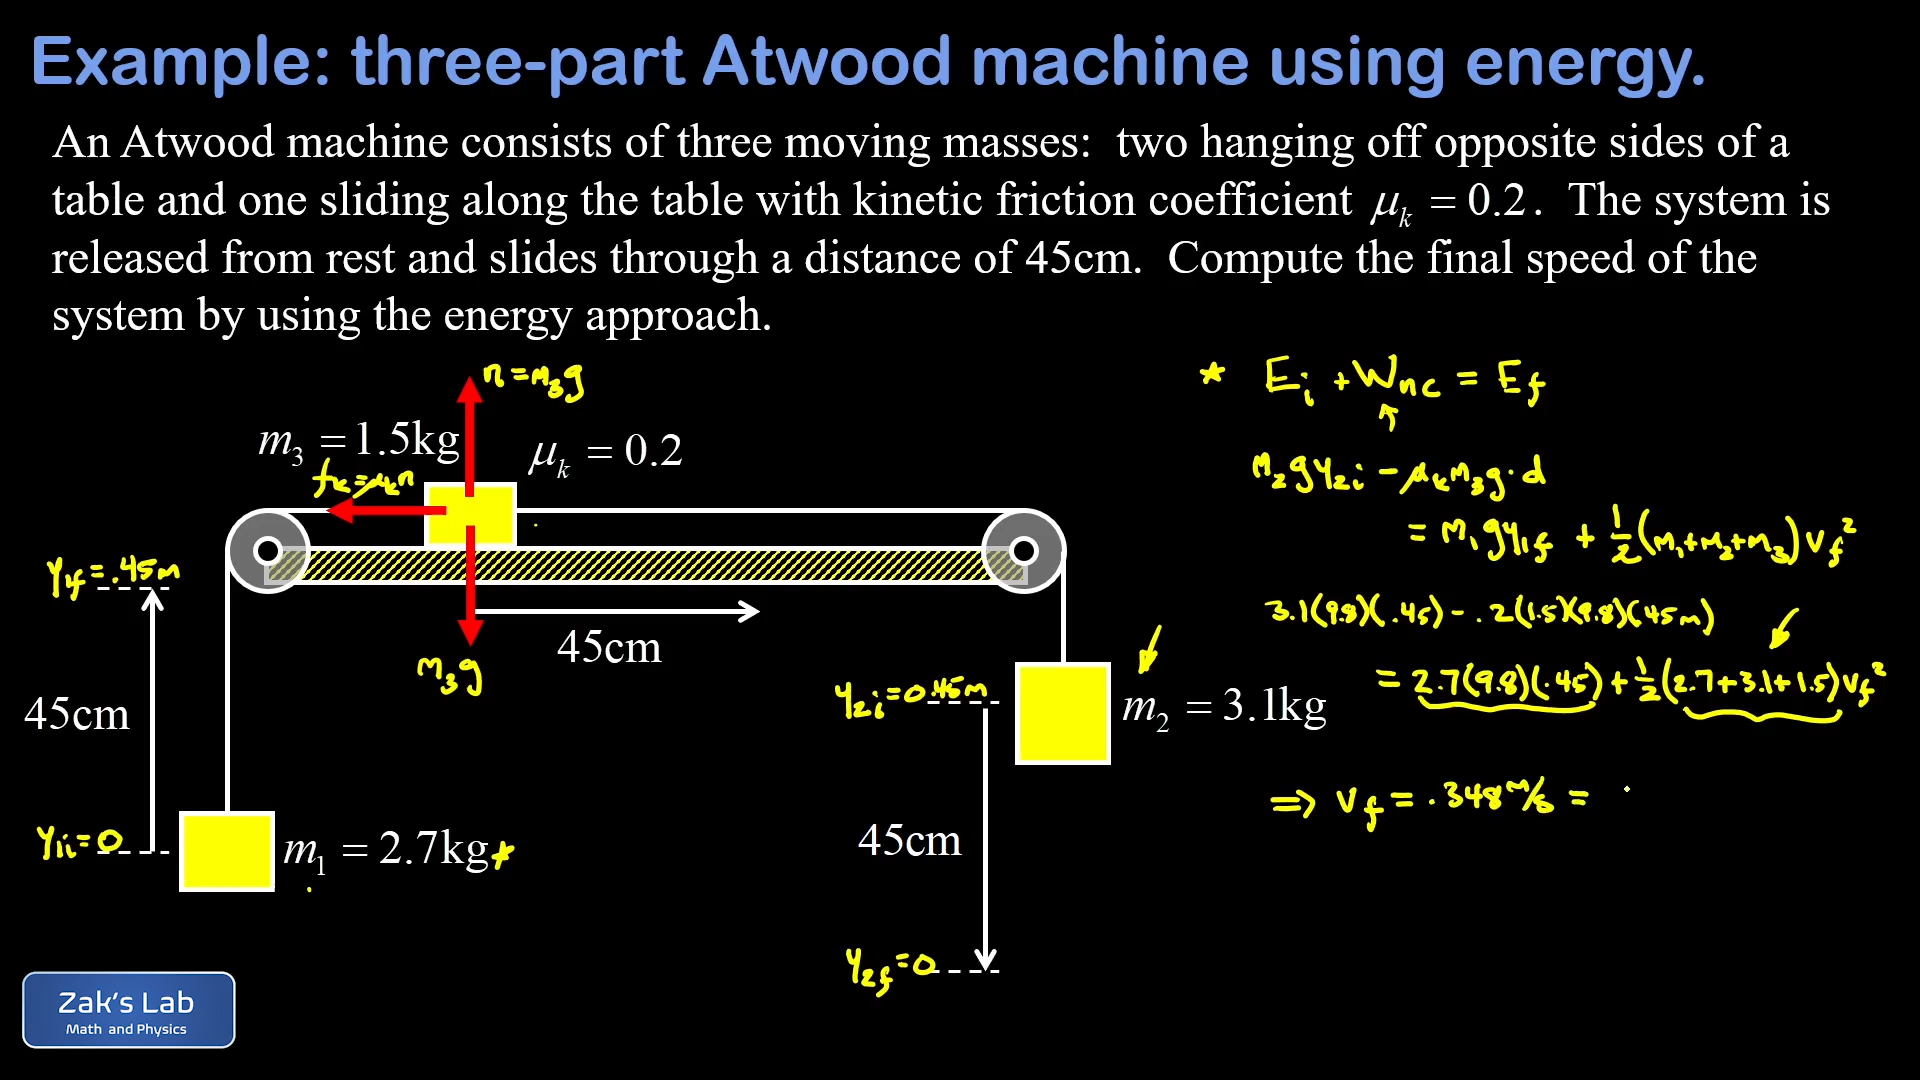 Example: three-part Atwood machine using energy.
An Atwood machine consists of three moving masses: two hanging off opposite sides of a
table and one sliding along the table with kinetic friction coefficient μk = 0.2. The system is
released from rest and slides through a distance of 45cm. Compute the final speed of the
system by using the energy approach.
n=m₃g
m₃ = 1.5kg
μk = 0.2
fk=μkn
y1f=.45m
45cm
m₃g
45cm
y1i=0
m₁ = 2.7kg*
y2i=0.45m
m₂ = 3.1kg
45cm
y2f=0
* Ei + Wnc = Ef
m₂gy2i - μkm₃g·d
= m₁gy1f + ½(m₁+m₂+m₃)vf²
3.1(9.8)(.45) - .2(1.5)(9.8)(.45m)
= 2.7(9.8)(.45) + ½(2.7+3.1+1.5)vf²
⇒ vf = .348 m/s =
Zak's Lab
Math and Physics